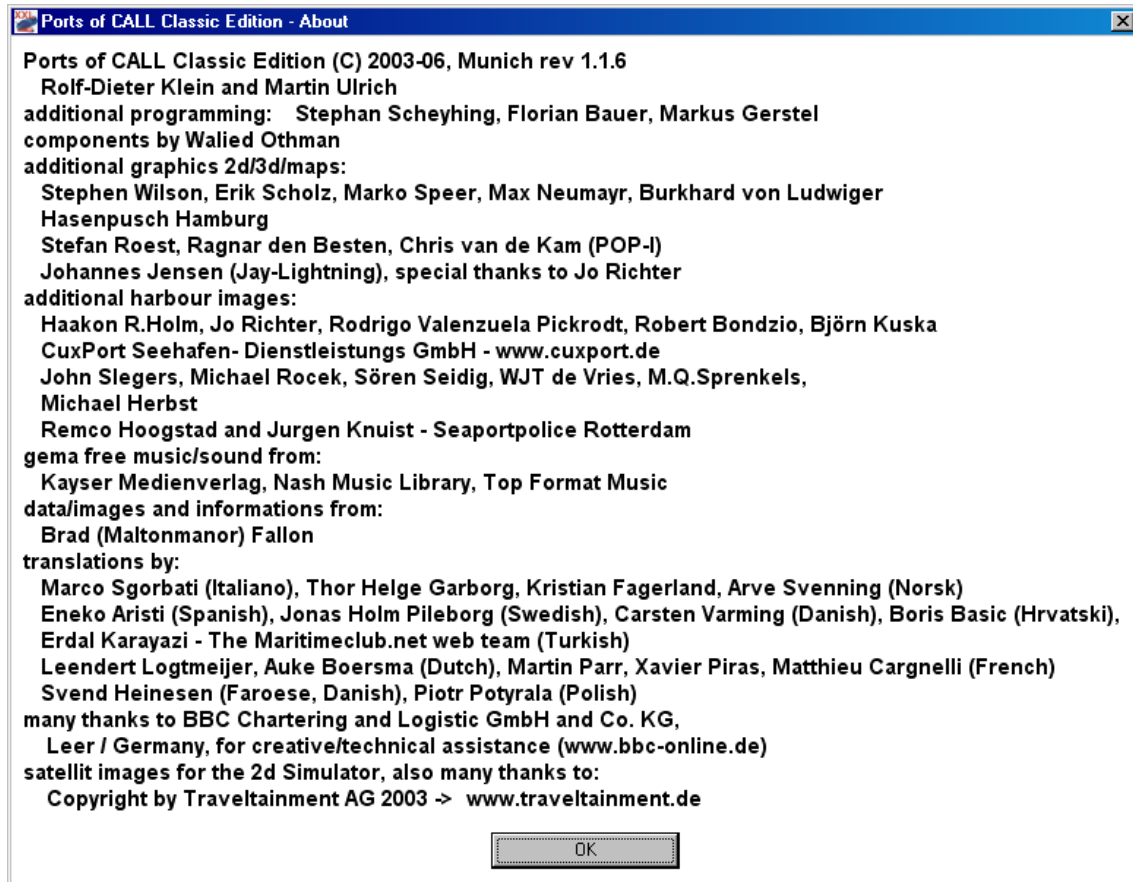 XXL
Ports of CALL Classic Edition - About
Ports of CALL Classic Edition (C) 2003-06, Munich rev 1.1.6
Rolf-Dieter Klein and Martin Ulrich
additional programming: Stephan Scheyhing, Florian Bauer, Markus Gerstel
components by Walied Othman
additional graphics 2d/3d/maps:
Stephen Wilson, Erik Scholz, Marko Speer, Max Neumayr, Burkhard von Ludwiger
Hasenpusch Hamburg
Stefan Roest, Ragnar den Besten, Chris van de Kam (POP-I)
Johannes Jensen (Jay-Lightning), special thanks to Jo Richter
additional harbour images:
Haakon R.Holm, Jo Richter, Rodrigo Valenzuela Pickrodt, Robert Bondzio, Björn Kuska
CuxPort Seehafen- Dienstleistungs GmbH - www.cuxport.de
John Slegers, Michael Rocek, Sören Seidig, WJT de Vries, M.Q.Sprenkels,
Michael Herbst
Remco Hoogstad and Jurgen Knuist - Seaportpolice Rotterdam
gema free music/sound from:
Kayser Medienverlag, Nash Music Library, Top Format Music
data/images and informations from:
Brad (Maltonmanor) Fallon
translations by:
Marco Sgorbati (Italiano), Thor Helge Garborg, Kristian Fagerland, Arve Svenning (Norsk)
Eneko Aristi (Spanish), Jonas Holm Pileborg (Swedish), Carsten Varming (Danish), Boris Basic (Hrvatski),
Erdal Karayazi - The Maritimeclub.net web team (Turkish)
Leendert Logtmeijer, Auke Boersma (Dutch), Martin Parr, Xavier Piras, Matthieu Cargnelli (French)
Svend Heinesen (Faroese, Danish), Piotr Potyrala (Polish)
many thanks to BBC Chartering and Logistic GmbH and Co. KG,
Leer / Germany, for creative/technical assistance (www.bbc-online.de)
satellit images for the 2d Simulator, also many thanks to:
Copyright by Traveltainment AG 2003 -> www.traveltainment.de
OK